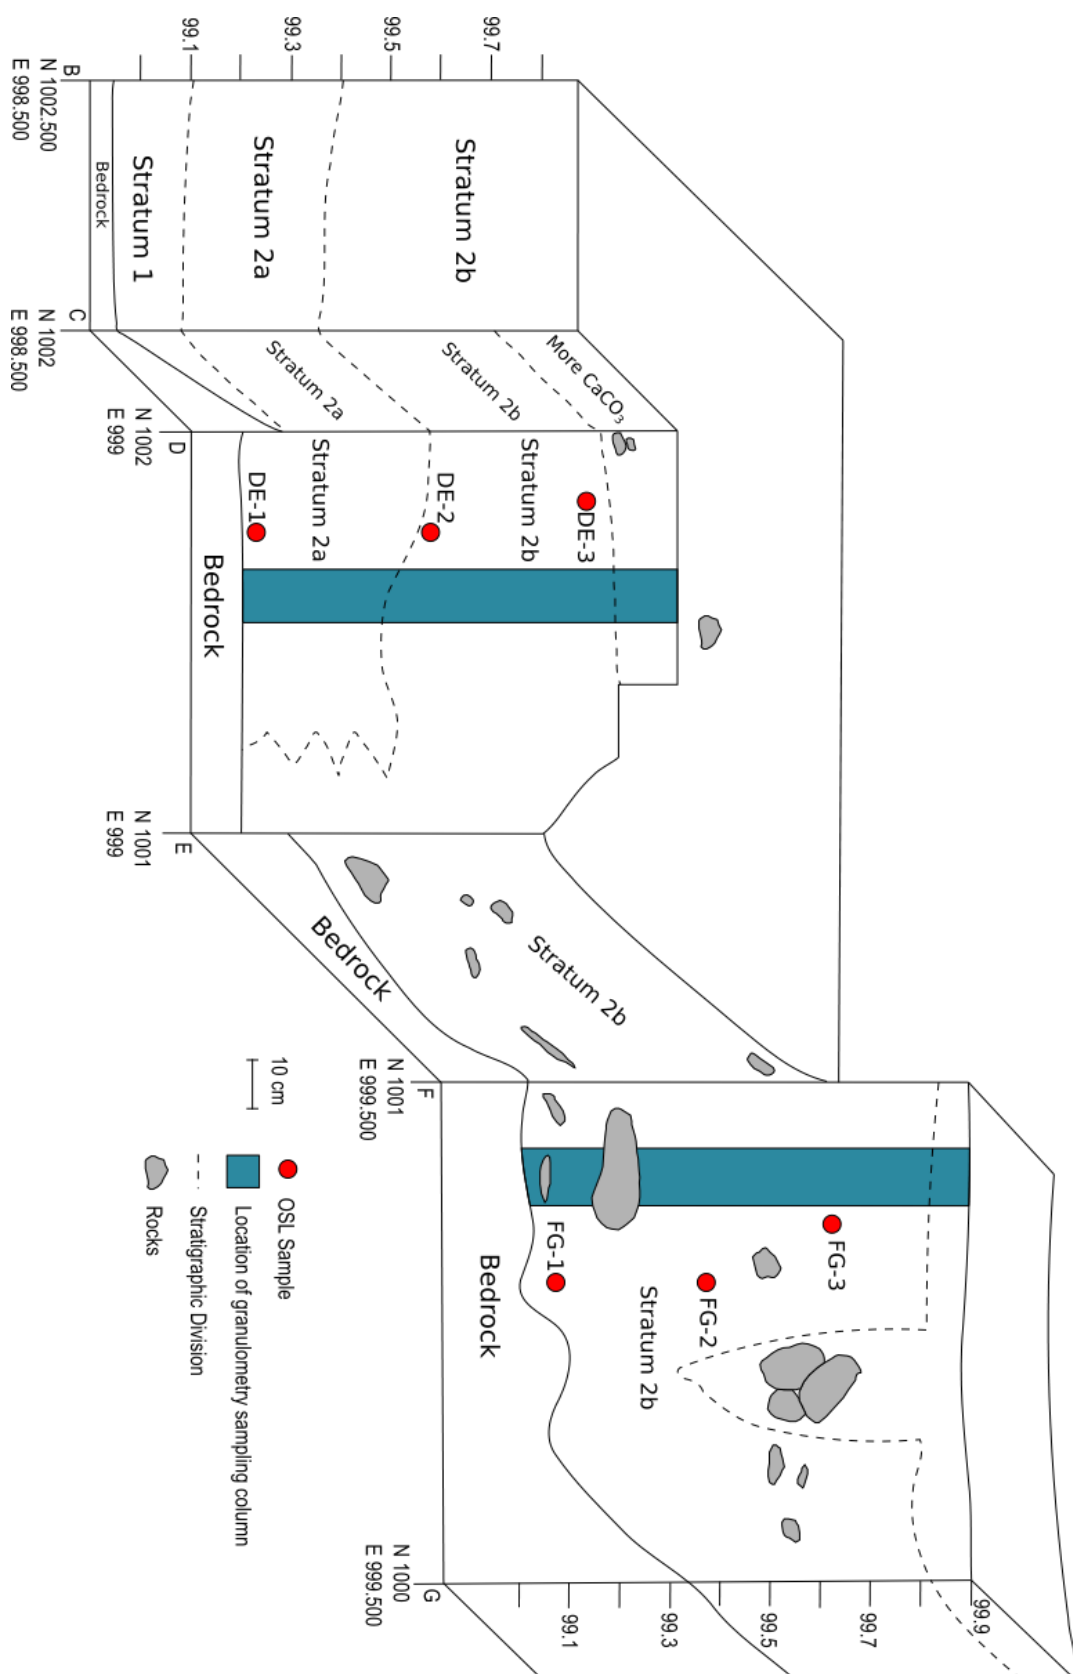 99.1
99.3
99.5
99.7
B
N 1002.500
E 998.500
Bedrock
Stratum 1
Stratum 2a
Stratum 2b
C
N 1002
E 998.500
Stratum 2a
Stratum 2b
More CaCO₃
N 1002
E 999
D
Stratum 2a
Stratum 2b
DE-1
DE-2
DE-3
Bedrock
N 1001
E 999
E
Bedrock
Stratum 2b
N 1001
E 999.500
F
FG-1
FG-2
FG-3
Stratum 2b
Bedrock
N 1000
E 999.500
G
99.1
99.3
99.5
99.7
99.9
10 cm
OSL Sample
Location of granulometry sampling column
Stratigraphic Division
Rocks